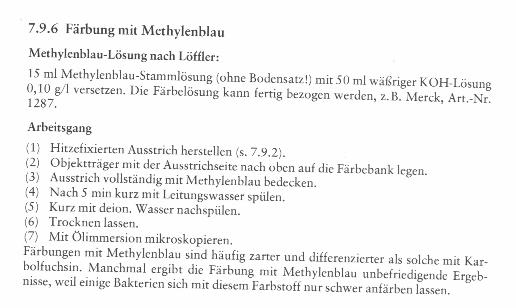 7.9.6 Färbung mit Methylenblau
Methylenblau-Lösung nach Löffler:
15 ml Methylenblau-Stammlösung (ohne Bodensatz!) mit 50 ml wäßriger KOH-Lösung
0,10 g/l versetzen. Die Färbelösung kann fertig bezogen werden, z.B. Merck, Art.-Nr.
1287.
Arbeitsgang
(1) Hitzefixierten Ausstrich herstellen (s. 7.9.2).
(2) Objektträger mit der Ausstrichseite nach oben auf die Färbebank legen.
(3) Ausstrich vollständig mit Methylenblau bedecken.
(4) Nach 5 min kurz mit Leitungswasser spülen.
(5) Kurz mit deion. Wasser nachspülen.
(6) Trocknen lassen.
(7) Mit Ölimmersion mikroskopieren.
Färbungen mit Methylenblau sind häufig zarter und differenzierter als solche mit Kar-
bolfuchsin. Manchmal ergibt die Färbung mit Methylenblau unbefriedigende Ergeb-
nisse, weil einige Bakterien sich mit diesem Farbstoff nur schwer anfärben lassen.